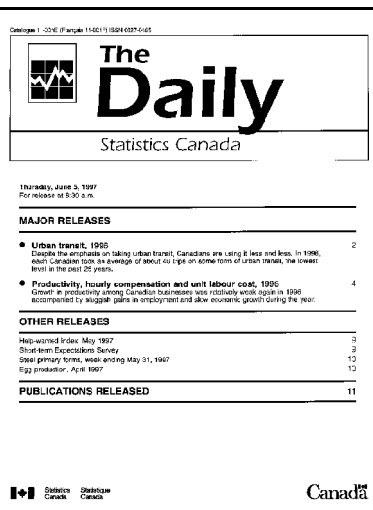 Catalogue 11-001E (Français 11-001F) ISSN 0827-0465
The
Daily
Statistics Canada
Thursday, June 5, 1997
For release at 8:30 a.m.
MAJOR RELEASES
● Urban transit, 1996 2
Despite the emphasis on taking urban transit, Canadians are using it less and less. In 1996,
each Canadian took an average of about 48 trips on some form of urban transit, the lowest
level in the past 25 years.
● Productivity, hourly compensation and unit labour cost, 1996 4
Growth in productivity among Canadian businesses was relatively weak again in 1996
accompanied by sluggish gains in employment and slow economic growth during the year.
OTHER RELEASES
Help-wanted index May 1997 9
Short-term Expectations Survey 9
Steel primary forms, week ending May 31, 1997 10
Egg production, April 1997 10
PUBLICATIONS RELEASED 11
Statistics Statistique
Canada Canada
Canada